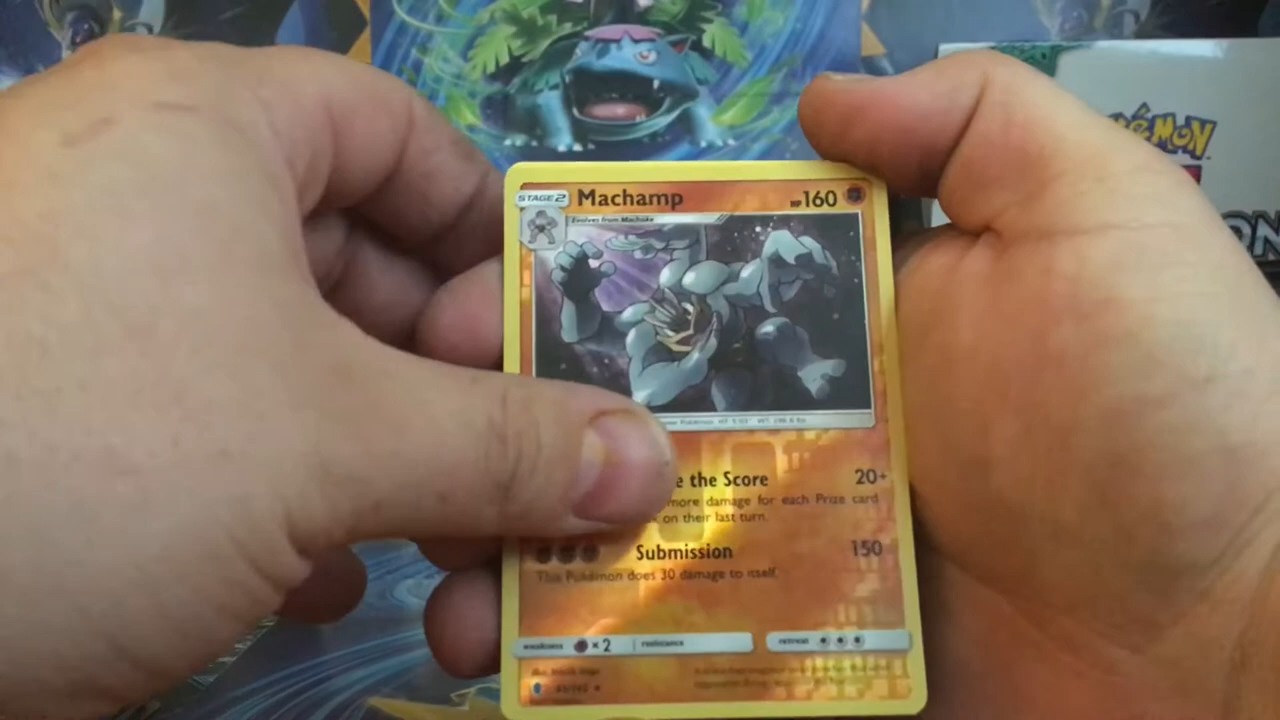 POKéMON
STAGE 2 Machamp HP 160
Evolves from Machoke
e the Score 20+
more damage for each Prize card
on their last turn.
Submission 150
This Pokémon does 30 damage to itself.
weakness × 2 resistance retreat